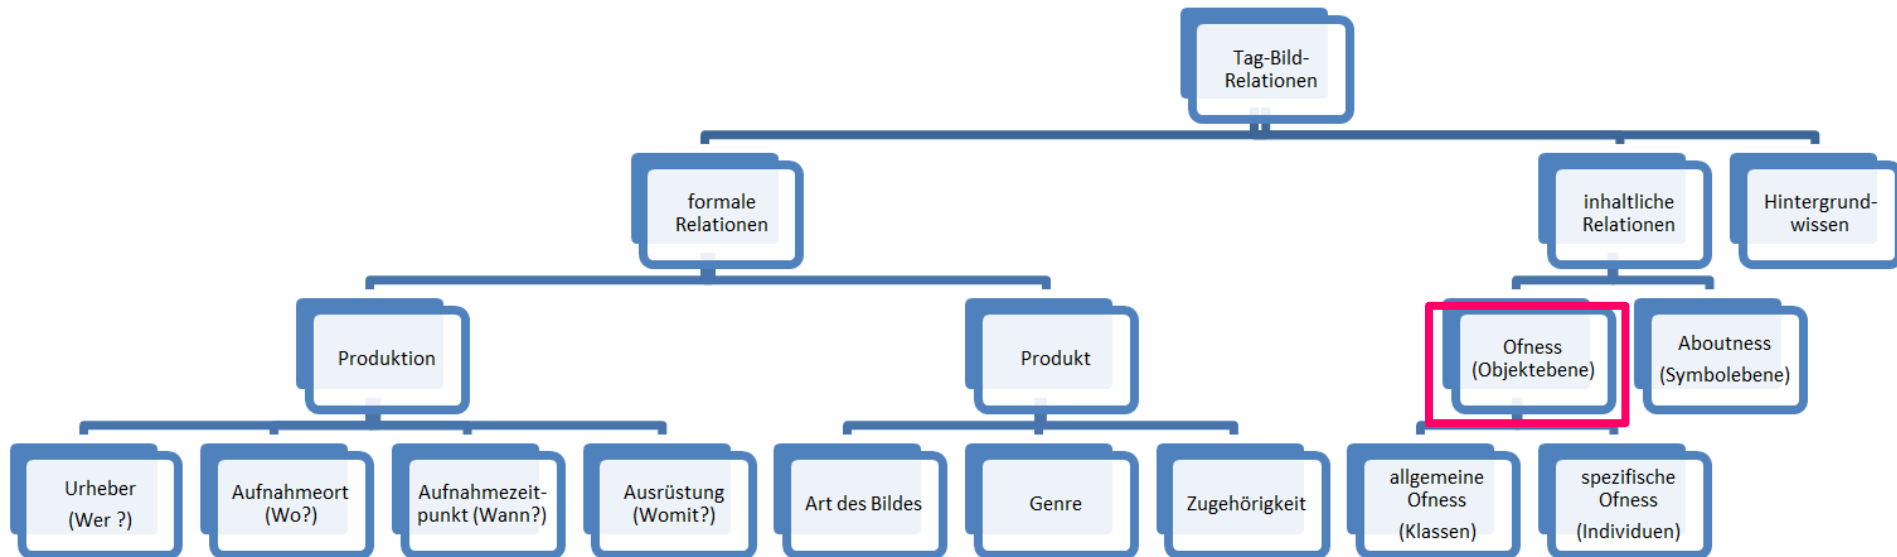 Tag-Bild-
Relationen
formale
Relationen
inhaltliche
Relationen
Hintergrund-
wissen
Produktion
Produkt
Ofness
(Objektebene)
Aboutness
(Symbolebene)
Urheber
(Wer ?)
Aufnahmeort
(Wo?)
Aufnahmezeit-
punkt (Wann?)
Ausrüstung
(Womit?)
Art des Bildes
Genre
Zugehörigkeit
allgemeine
Ofness
(Klassen)
spezifische
Ofness
(Individuen)